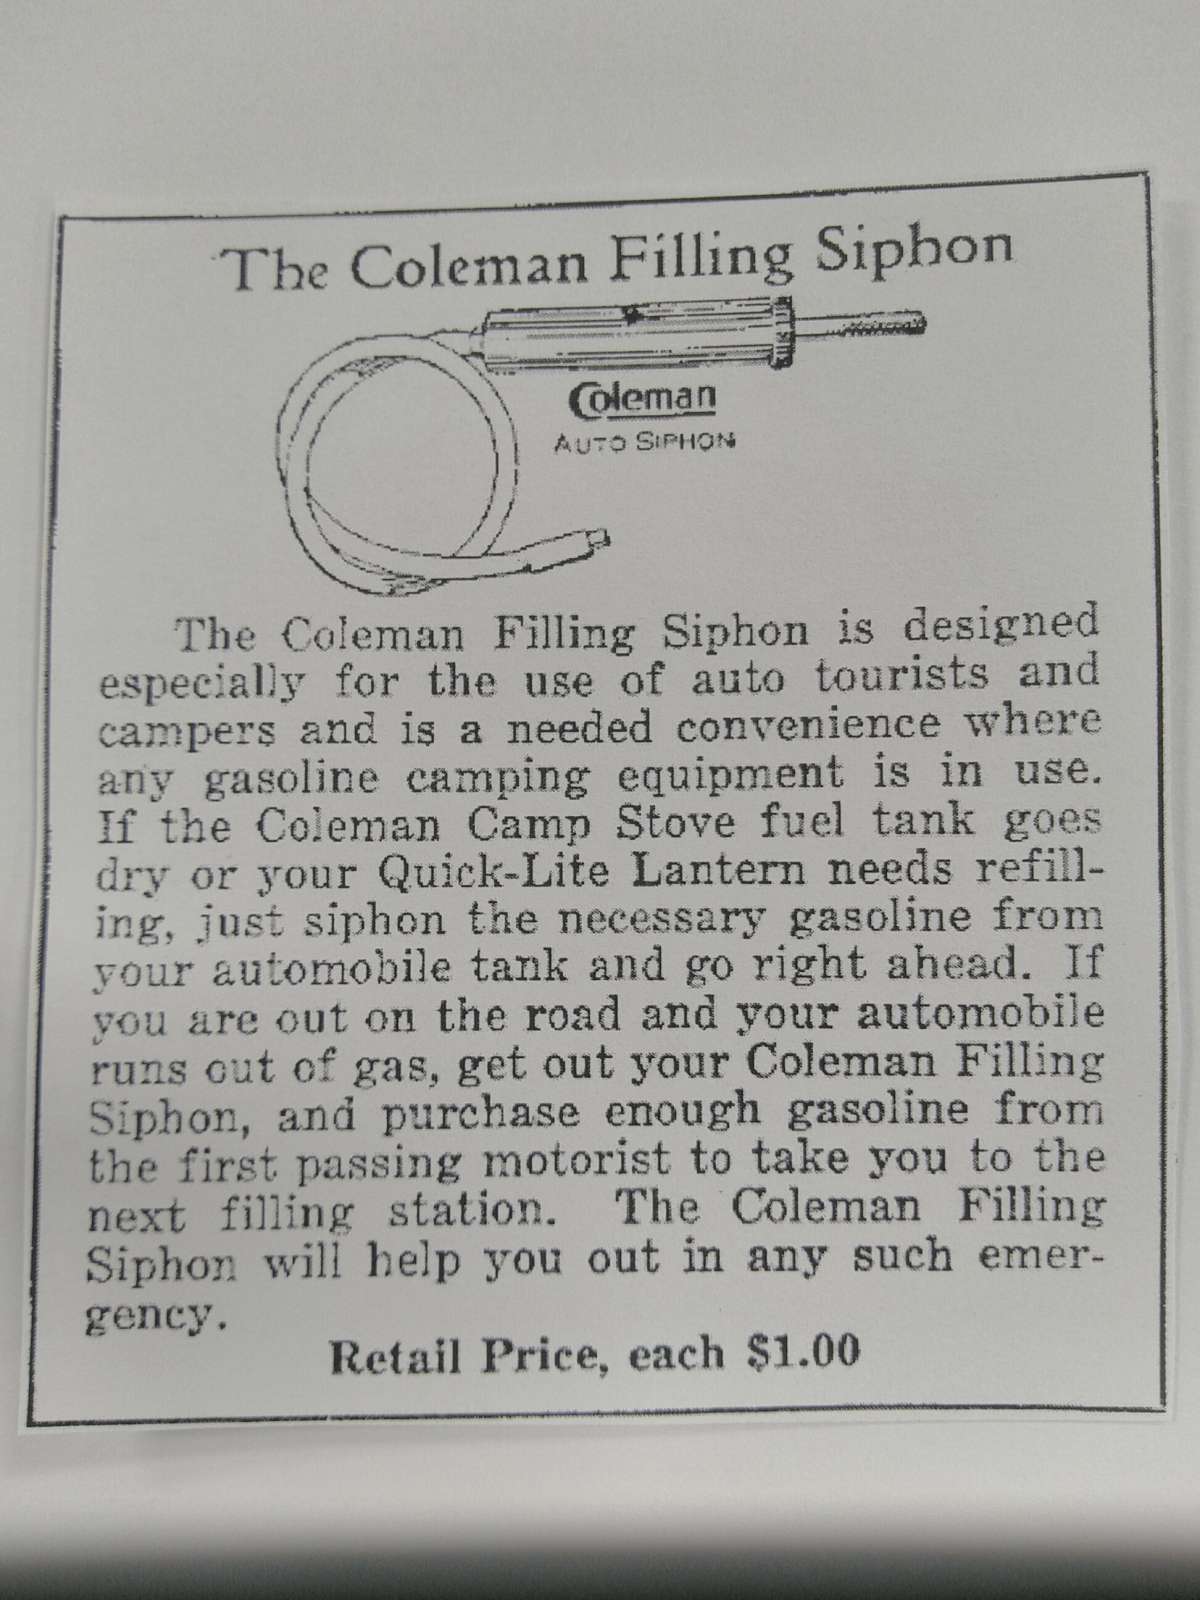 The Coleman Filling Siphon
Coleman
AUTO SIPHON
The Coleman Filling Siphon is designed
especially for the use of auto tourists and
campers and is a needed convenience where
any gasoline camping equipment is in use.
If the Coleman Camp Stove fuel tank goes
dry or your Quick-Lite Lantern needs refill-
ing, just siphon the necessary gasoline from
your automobile tank and go right ahead. If
you are out on the road and your automobile
runs out of gas, get out your Coleman Filling
Siphon, and purchase enough gasoline from
the first passing motorist to take you to the
next filling station. The Coleman Filling
Siphon will help you out in any such emer-
gency.
Retail Price, each $1.00